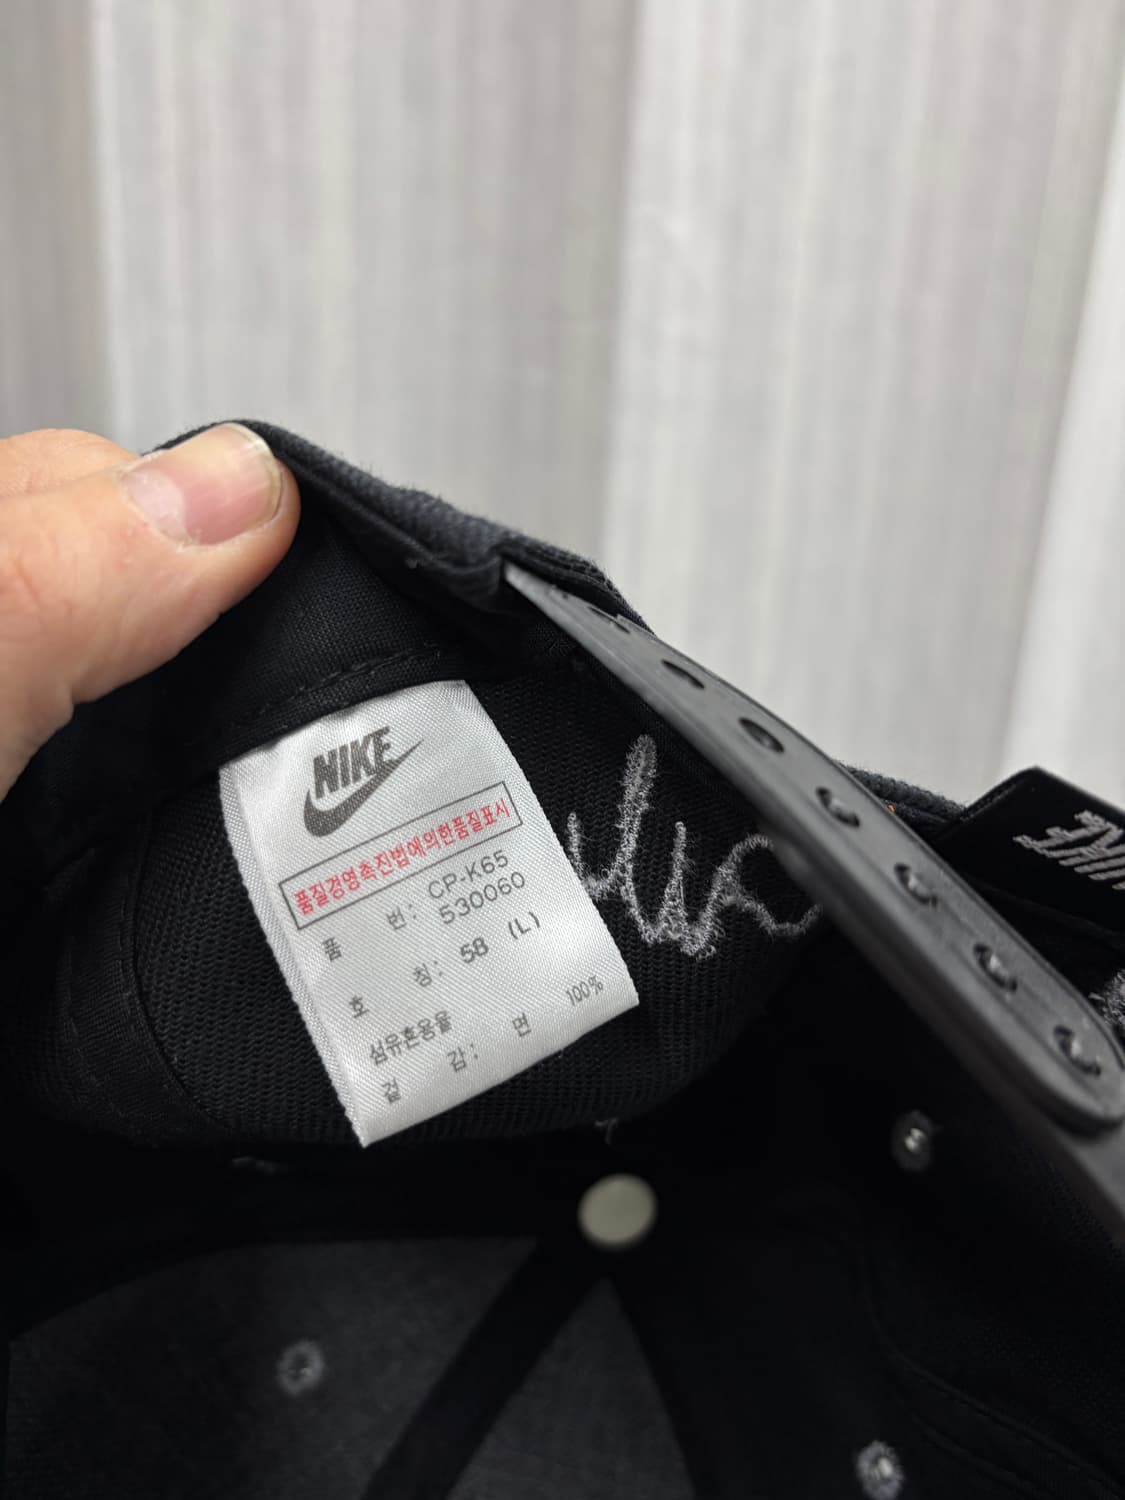 NIKE
품질경영촉진법에의한품질표시
품 번: CP-K65
530060
호 칭: 58 (L)
섬유혼용율
겉 감: 면 100%